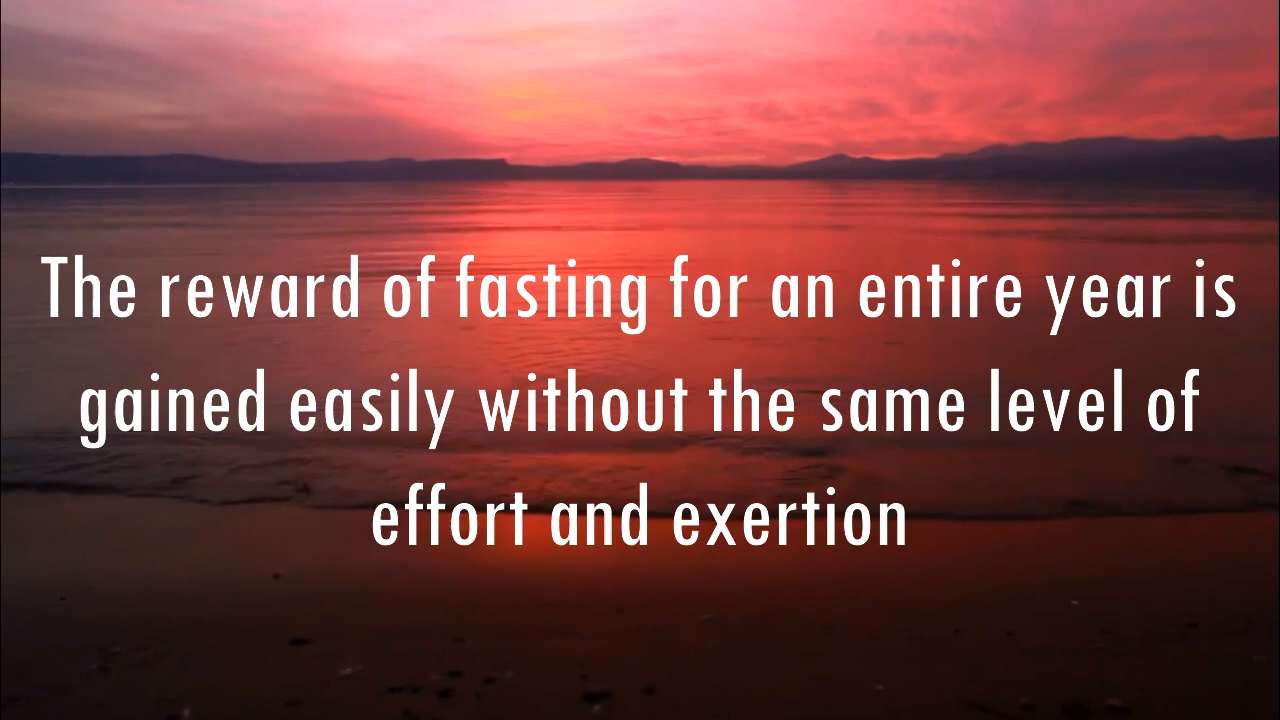 The reward of fasting for an entire year is
gained easily without the same level of
effort and exertion